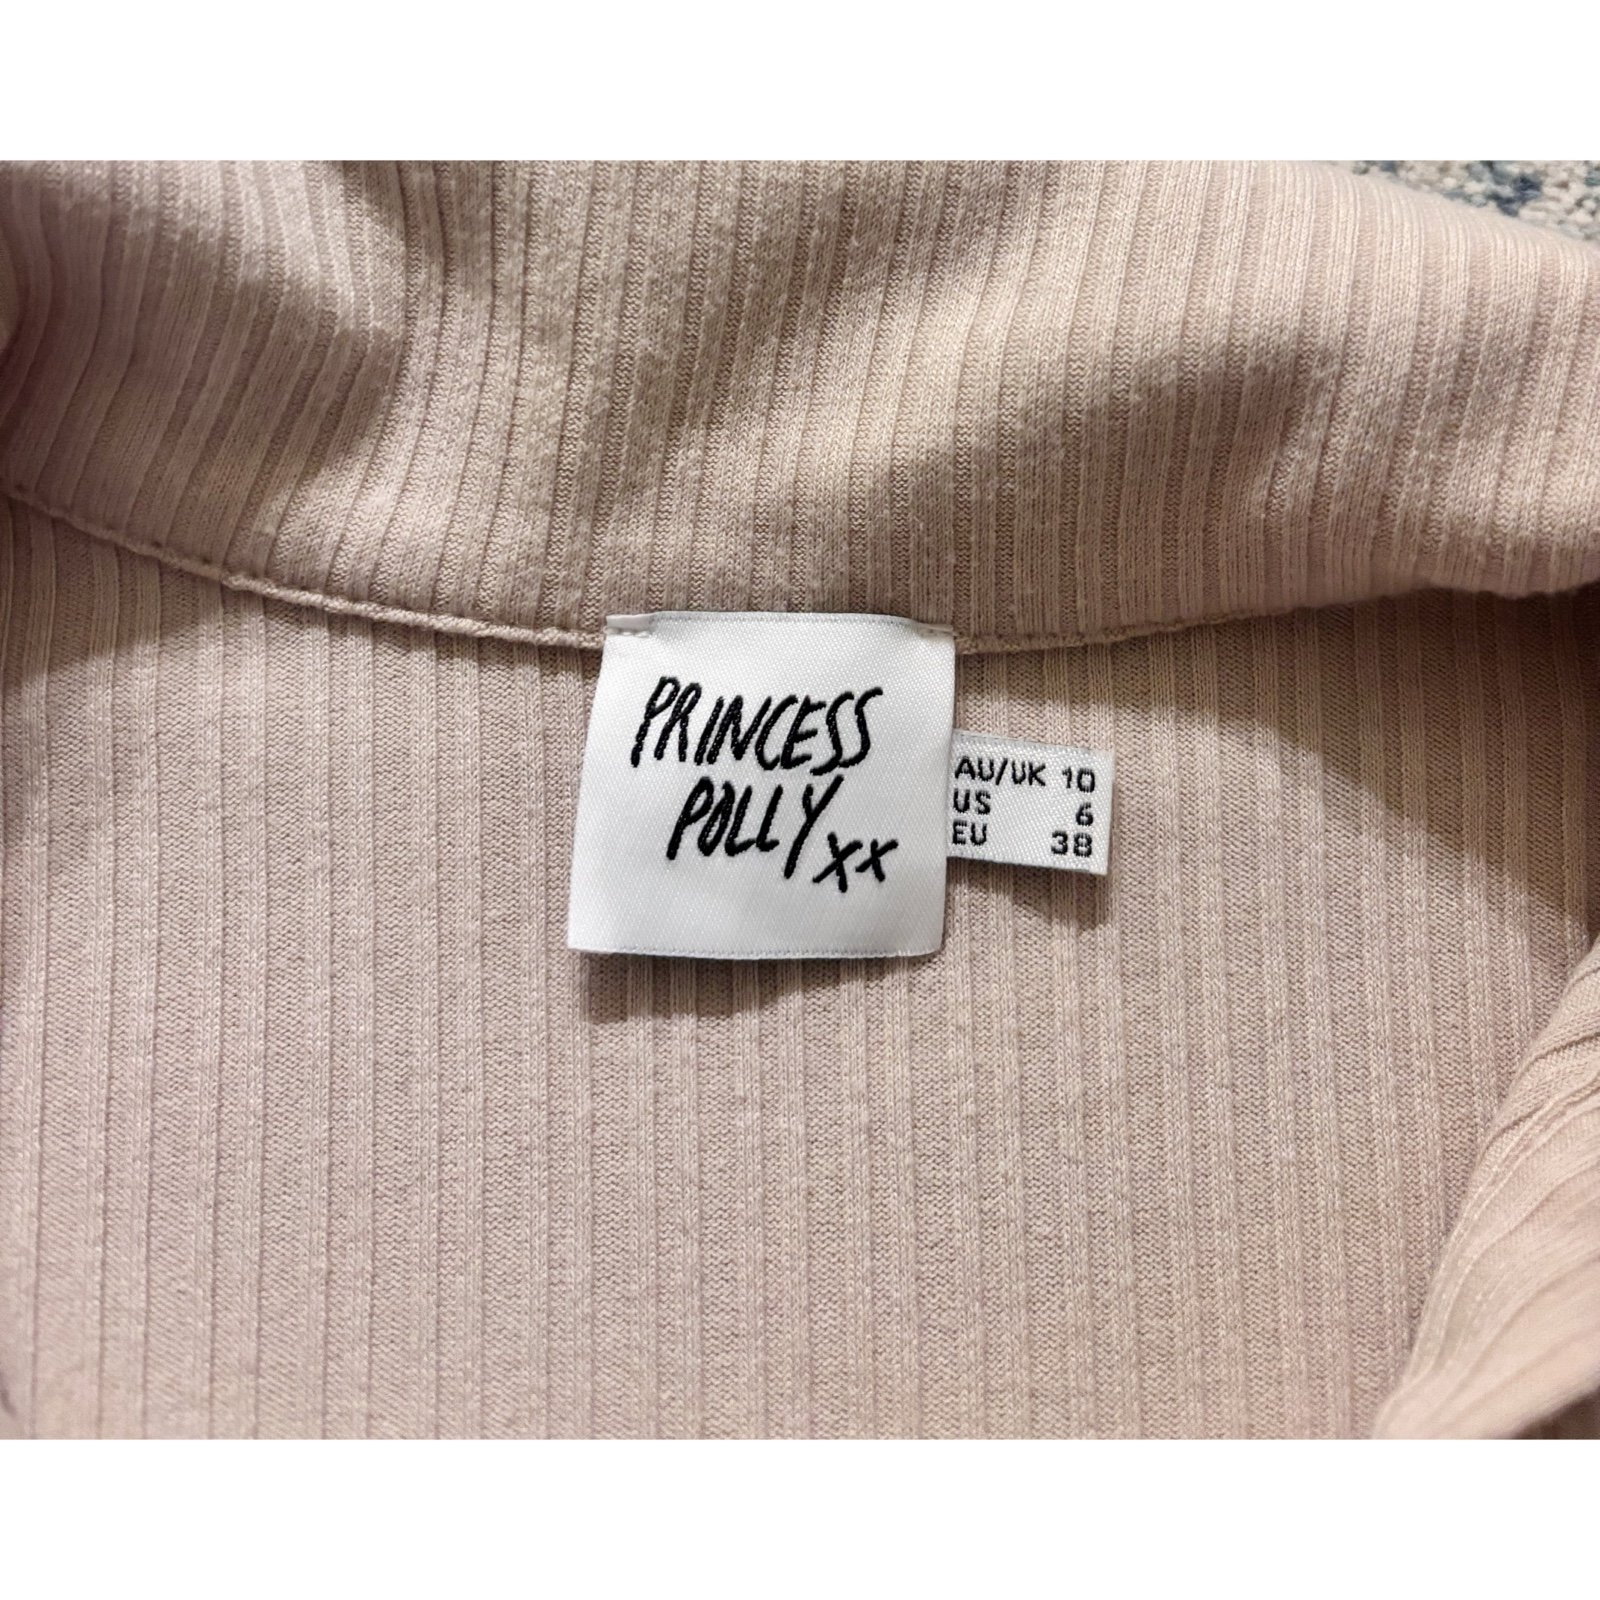 PRINCESS
POLLY xx
AU/UK 10
US 6
EU 38